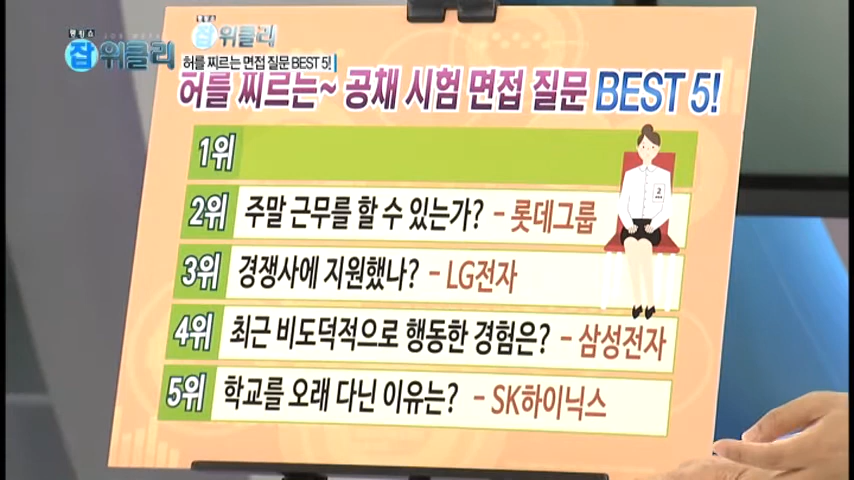 잡 위클리
잡 위클리
허를 찌르는 면접 질문 BEST 5!
허를 찌르는~ 공채 시험 면접 질문 BEST 5!
1위
2위 주말 근무를 할 수 있는가? - 롯데그룹
3위 경쟁사에 지원했나? - LG전자
4위 최근 비도덕적으로 행동한 경험은? - 삼성전자
5위 학교를 오래 다닌 이유는? - SK하이닉스
2